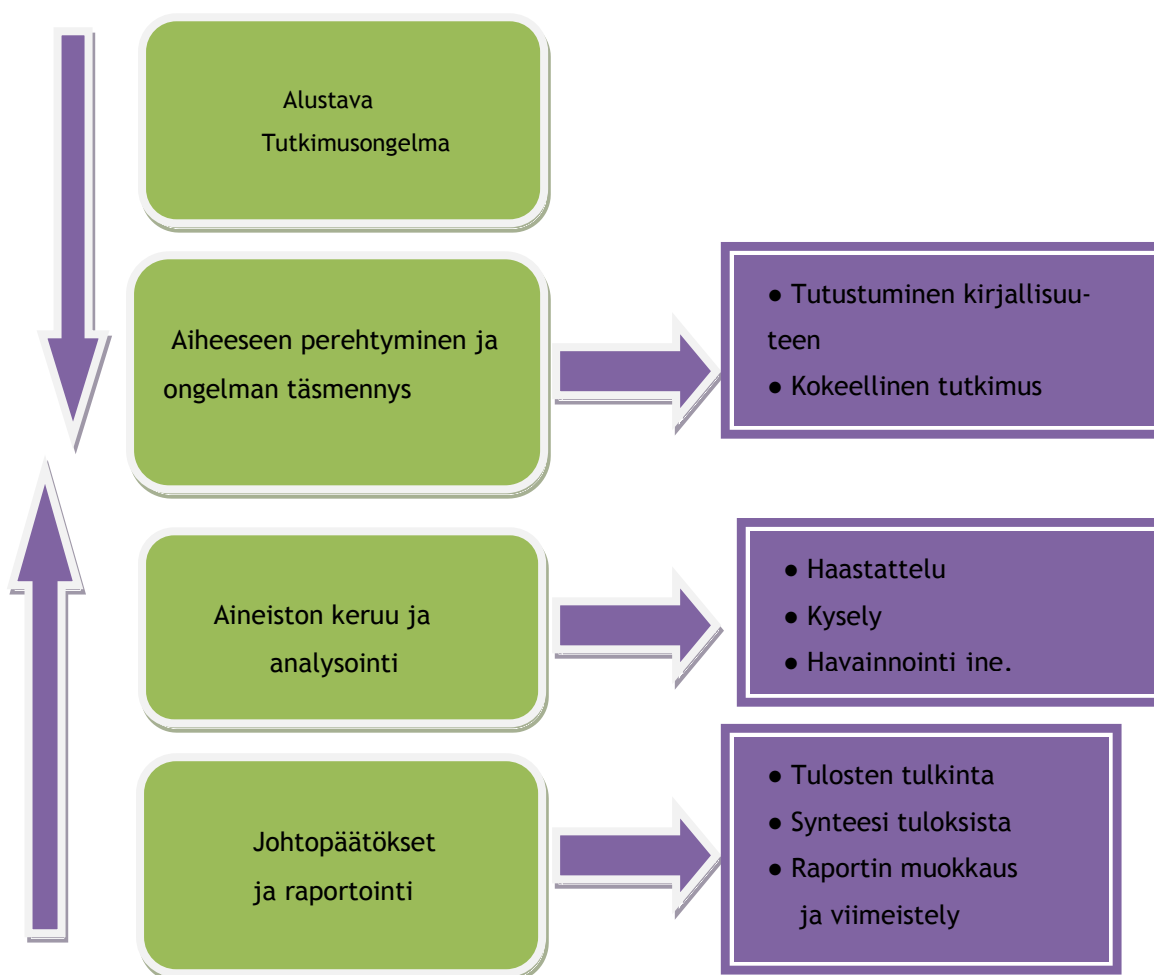 Alustava
Tutkimusongelma
Aiheeseen perehtyminen ja
ongelman täsmennys
● Tutustuminen kirjallisuu-
teen
● Kokeellinen tutkimus
Aineiston keruu ja
analysointi
● Haastattelu
● Kysely
● Havainnointi ine.
Johtopäätökset
ja raportointi
● Tulosten tulkinta
● Synteesi tuloksista
● Raportin muokkaus
ja viimeistely